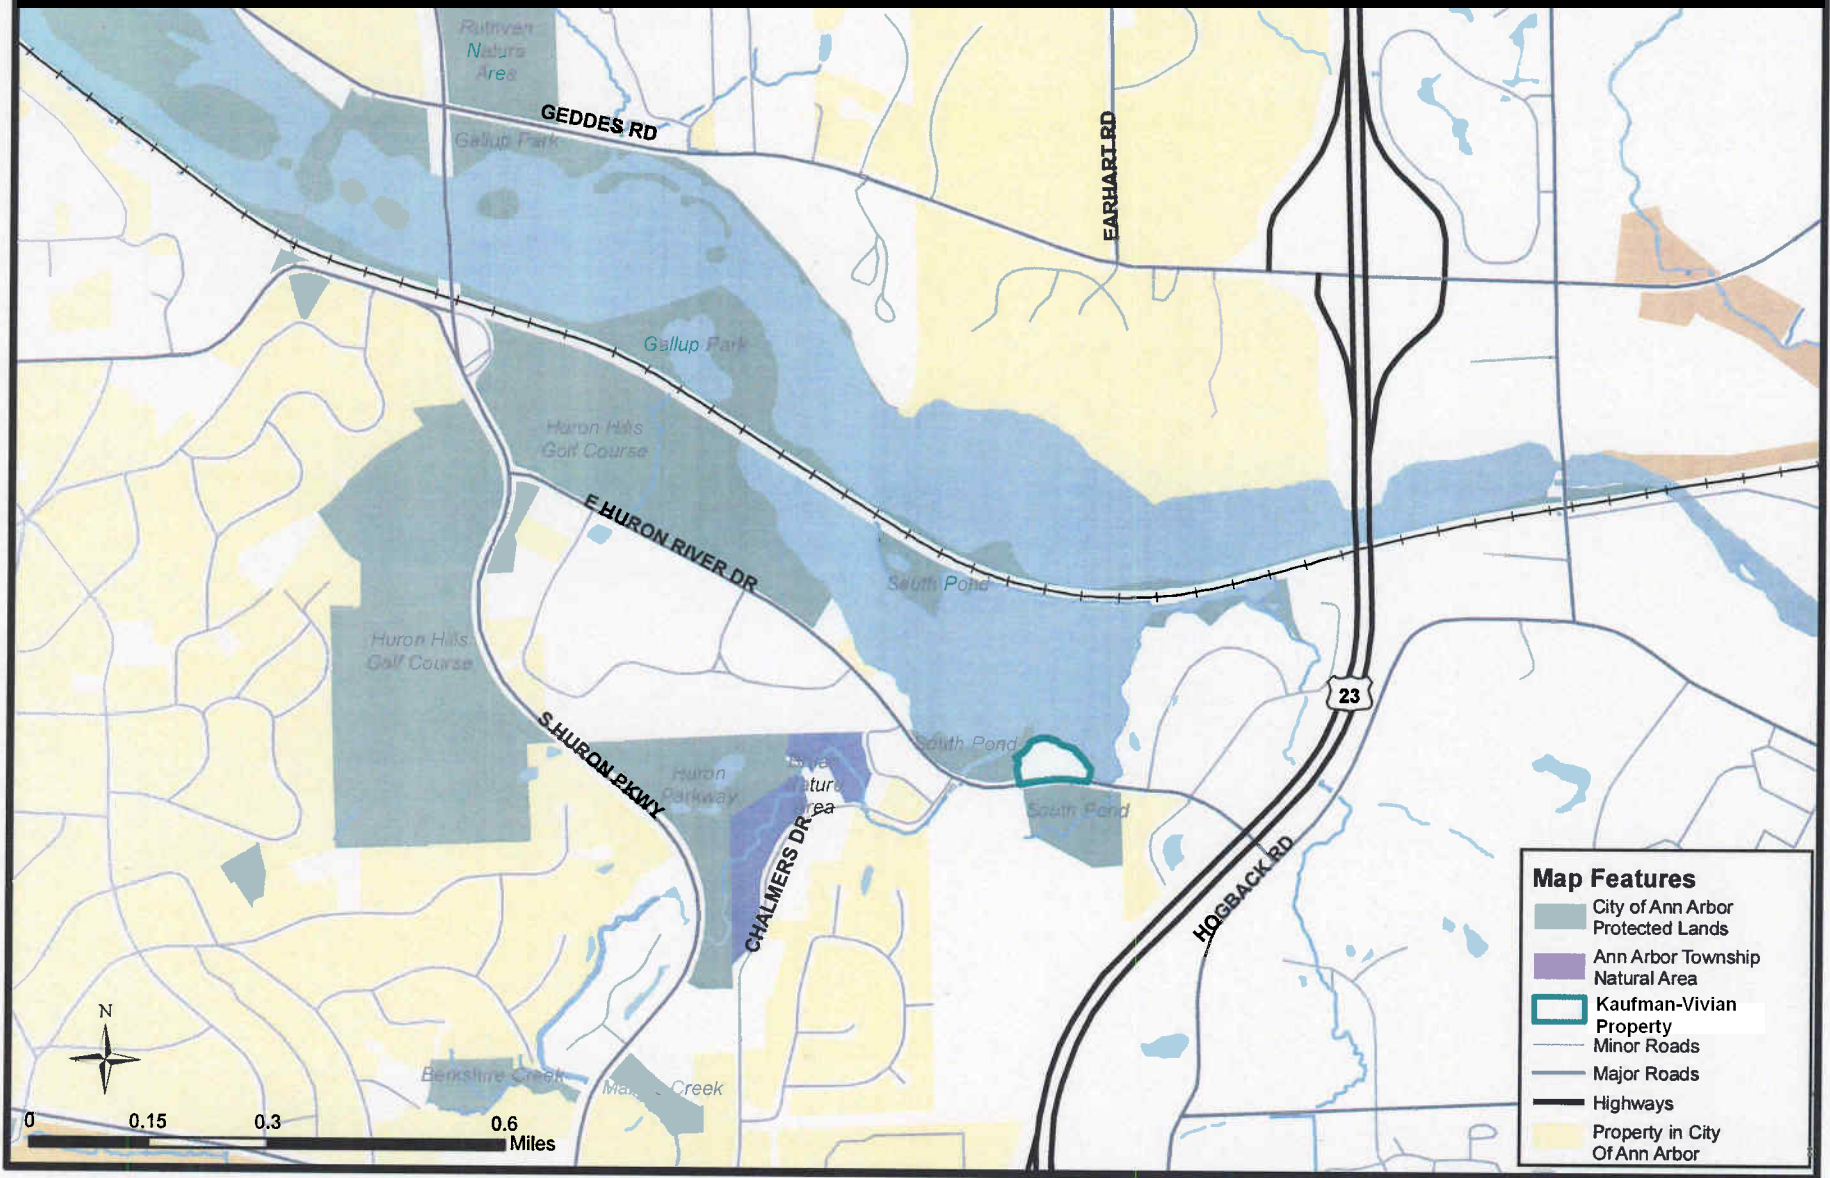 Ruthven
Nature
Area
GEDDES RD
Gallup Park
EARHART RD
Gallup Park
Huron Hills
Golf Course
E HURON RIVER DR
South Pond
Huron Hills
Golf Course
23
S HURON PKWY
South Pond
Huron
Parkway
Nature
Area
South Pond
CHALMERS DR
HOGBACK RD
Map Features
City of Ann Arbor
Protected Lands
Ann Arbor Township
Natural Area
Kaufman-Vivian
Property
Minor Roads
Major Roads
Highways
Property in City
Of Ann Arbor
N
Berkshire Creek
Creek
0 0.15 0.3 0.6
Miles